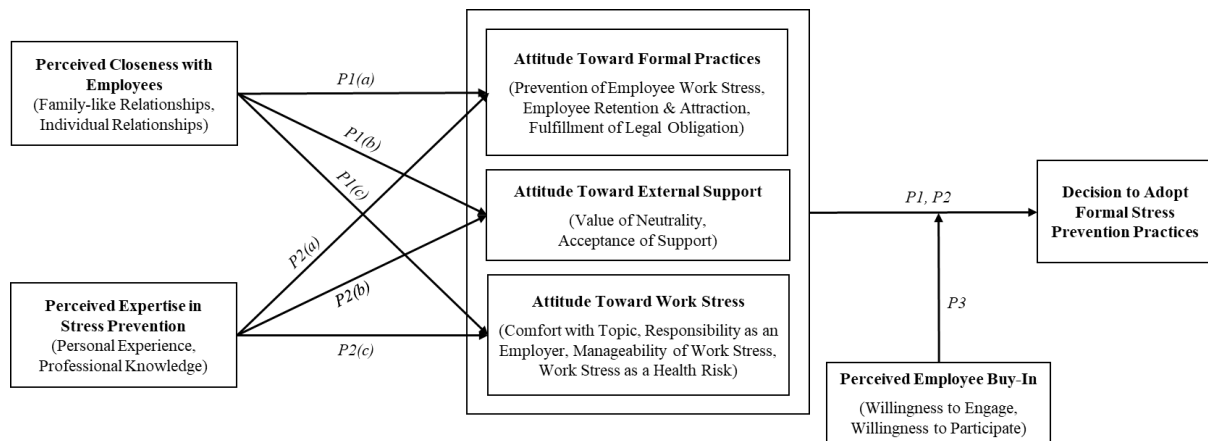 Perceived Closeness with
Employees
(Family-like Relationships,
Individual Relationships)
Perceived Expertise in
Stress Prevention
(Personal Experience,
Professional Knowledge)
P1(a)
P1(b)
P1(c)
P2(a)
P2(b)
P2(c)
Attitude Toward Formal Practices
(Prevention of Employee Work Stress,
Employee Retention & Attraction,
Fulfillment of Legal Obligation)
Attitude Toward External Support
(Value of Neutrality,
Acceptance of Support)
Attitude Toward Work Stress
(Comfort with Topic, Responsibility as an
Employer, Manageability of Work Stress,
Work Stress as a Health Risk)
P1, P2
P3
Decision to Adopt
Formal Stress
Prevention Practices
Perceived Employee Buy-In
(Willingness to Engage,
Willingness to Participate)